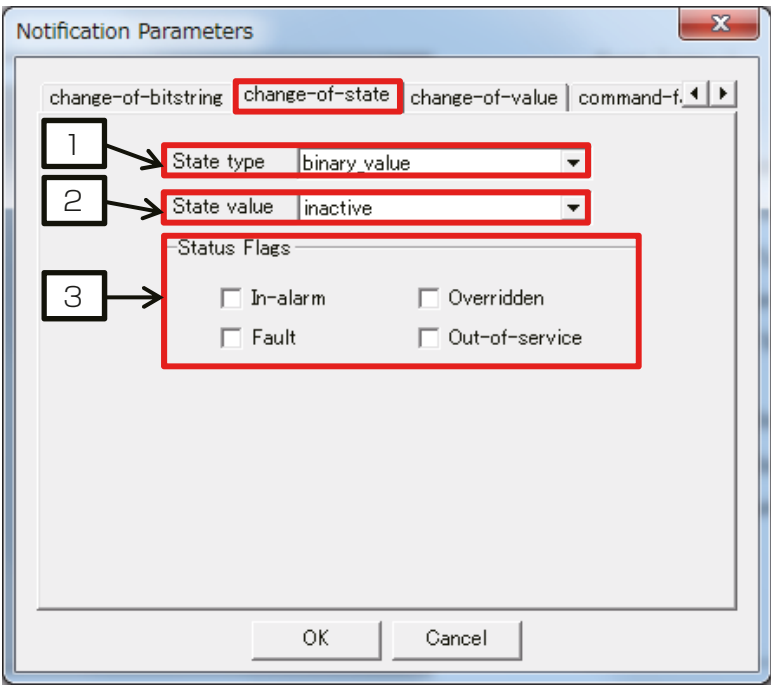 Notification Parameters
change-of-bitstring change-of-state change-of-value command-f
1
State type binary_value
2
State value inactive
Status Flags
3
In-alarm Overridden
Fault Out-of-service
OK Cancel